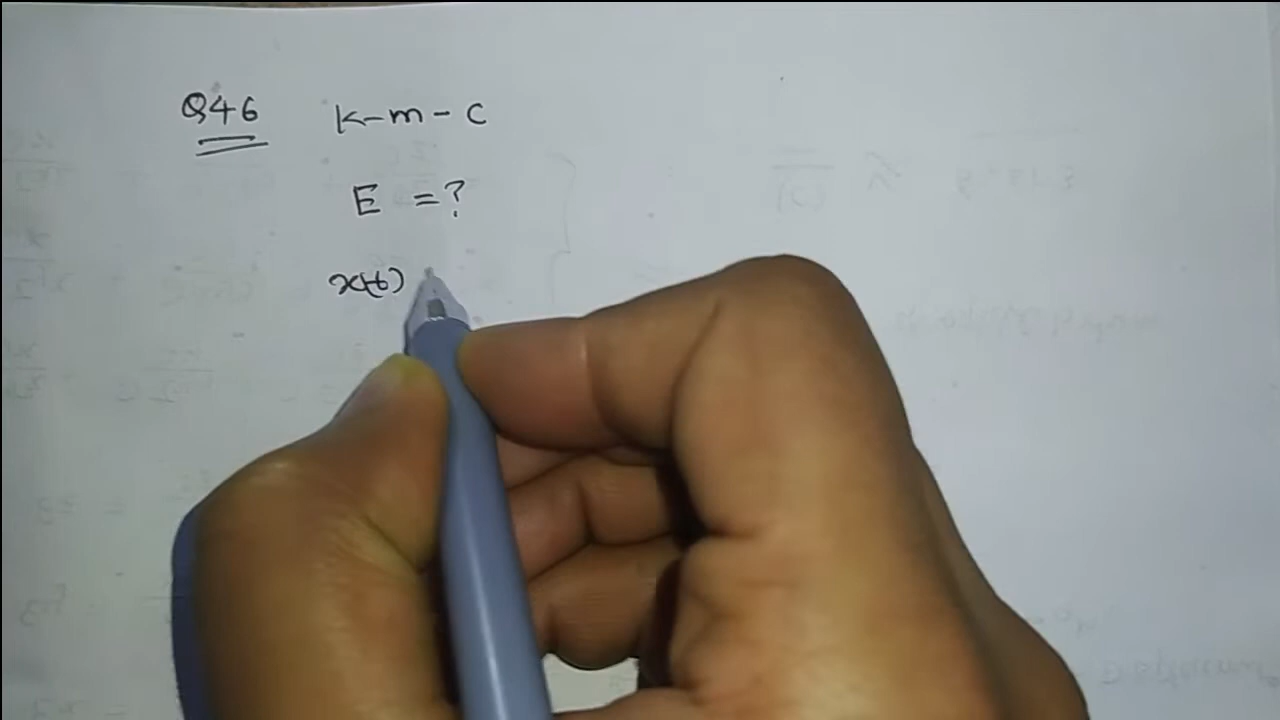 Q46 K-m-c
E = ?
x(t)